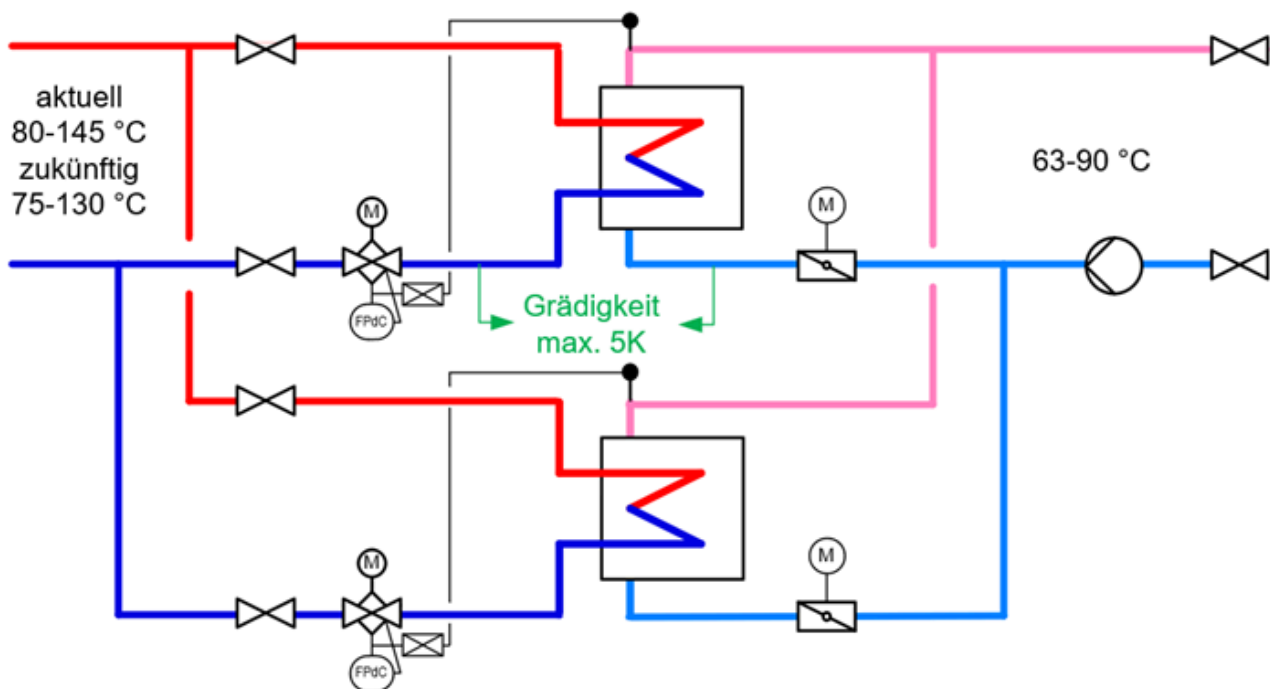 aktuell
80-145 °C
zukünftig
75-130 °C
63-90 °C
M
M
FPdC
Grädigkeit
max. 5K
M
M
FPdC